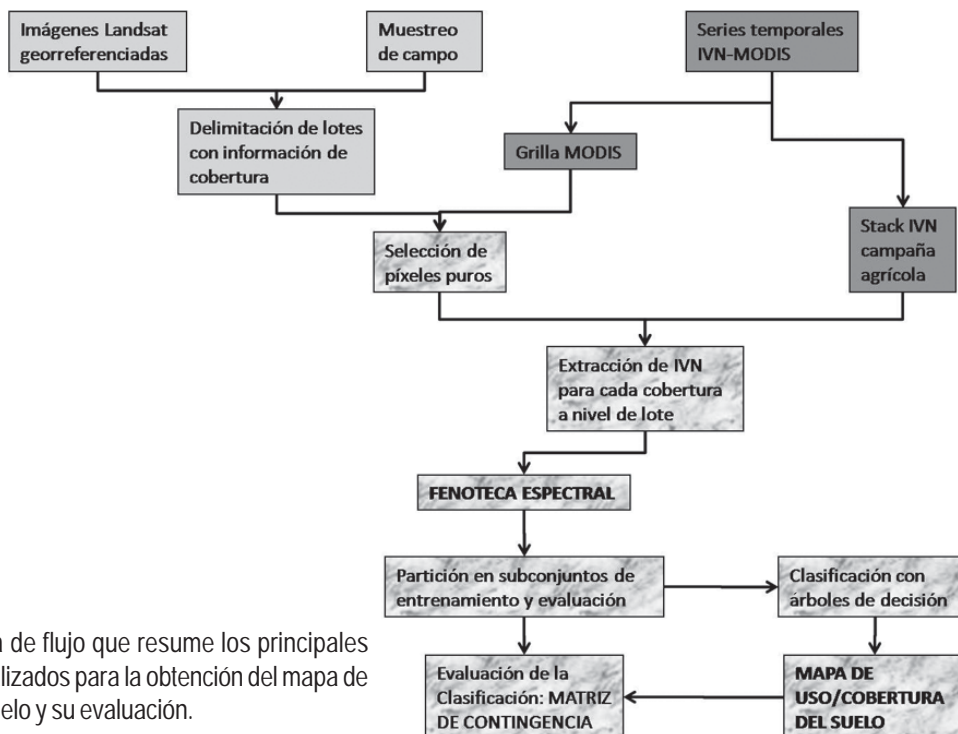 Imágenes Landsat
georreferenciadas
Muestreo
de campo
Series temporales
IVN-MODIS
Delimitación de lotes
con información de
cobertura
Grilla MODIS
Selección de
píxeles puros
Stack IVN
campaña
agrícola
Extracción de IVN
para cada cobertura
a nivel de lote
FENOTECA ESPECTRAL
Partición en subconjuntos de
entrenamiento y evaluación
Clasificación con
árboles de decisión
Evaluación de la
Clasificación: MATRIZ
DE CONTINGENCIA
MAPA DE
USO/COBERTURA
DEL SUELO
de flujo que resume los principales
lizados para la obtención del mapa de
elo y su evaluación.